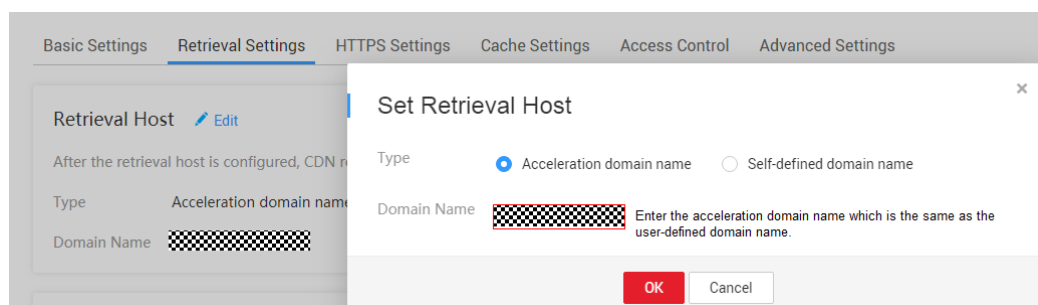 Basic Settings Retrieval Settings HTTPS Settings Cache Settings Access Control Advanced Settings
Retrieval Host Edit
After the retrieval host is configured, CDN
Type Acceleration domain name
Domain Name
Set Retrieval Host
×
Type Acceleration domain name Self-defined domain name
Domain Name Enter the acceleration domain name which is the same as the
user-defined domain name.
OK Cancel